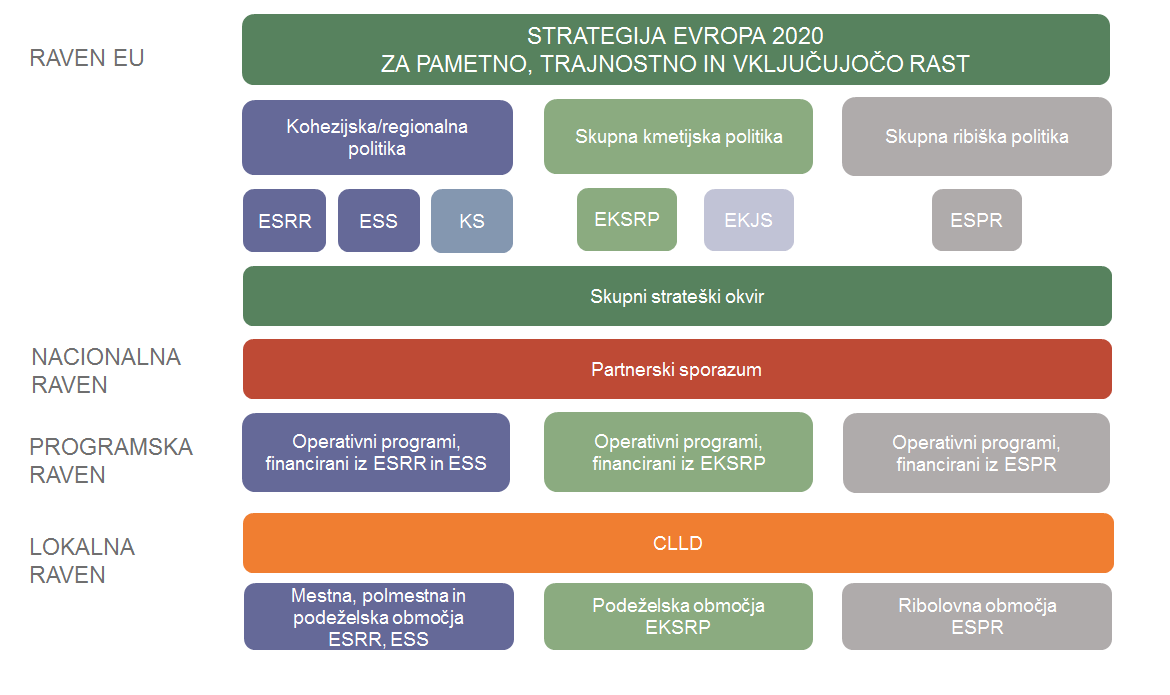 RAVEN EU
STRATEGIJA EVROPA 2020
ZA PAMETNO, TRAJNOSTNO IN VKLJUČUJOČO RAST
Kohezijska/regionalna
politika
Skupna kmetijska politika
Skupna ribiška politika
ESRR
ESS
KS
EKSRP
EKJS
ESPR
Skupni strateški okvir
NACIONALNA
RAVEN
Partnerski sporazum
PROGRAMSKA
RAVEN
Operativni programi,
financirani iz ESRR in ESS
Operativni programi,
financirani iz EKSRP
Operativni programi,
financirani iz ESPR
LOKALNA
RAVEN
CLLD
Mestna, polmestna in
podeželska območja
ESRR, ESS
Podeželska območja
EKSRP
Ribolovna območja
ESPR